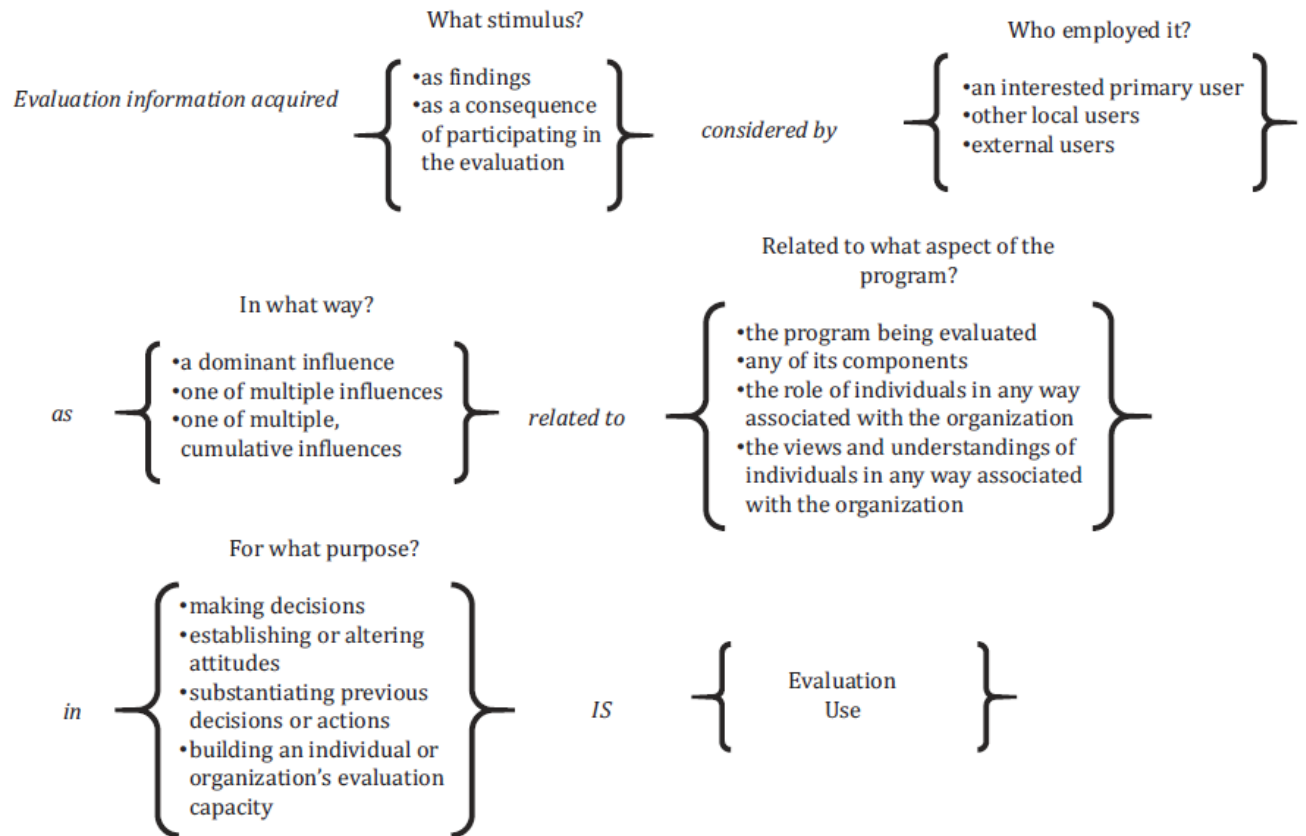 What stimulus?
Evaluation information acquired
•as findings
•as a consequence
of participating in
the evaluation
considered by
Who employed it?
•an interested primary user
•other local users
•external users
In what way?
as
•a dominant influence
•one of multiple influences
•one of multiple,
cumulative influences
related to
Related to what aspect of the
program?
•the program being evaluated
•any of its components
•the role of individuals in any way
associated with the organization
•the views and understandings of
individuals in any way associated
with the organization
For what purpose?
in
•making decisions
•establishing or altering
attitudes
•substantiating previous
decisions or actions
•building an individual or
organization's evaluation
capacity
IS
Evaluation
Use